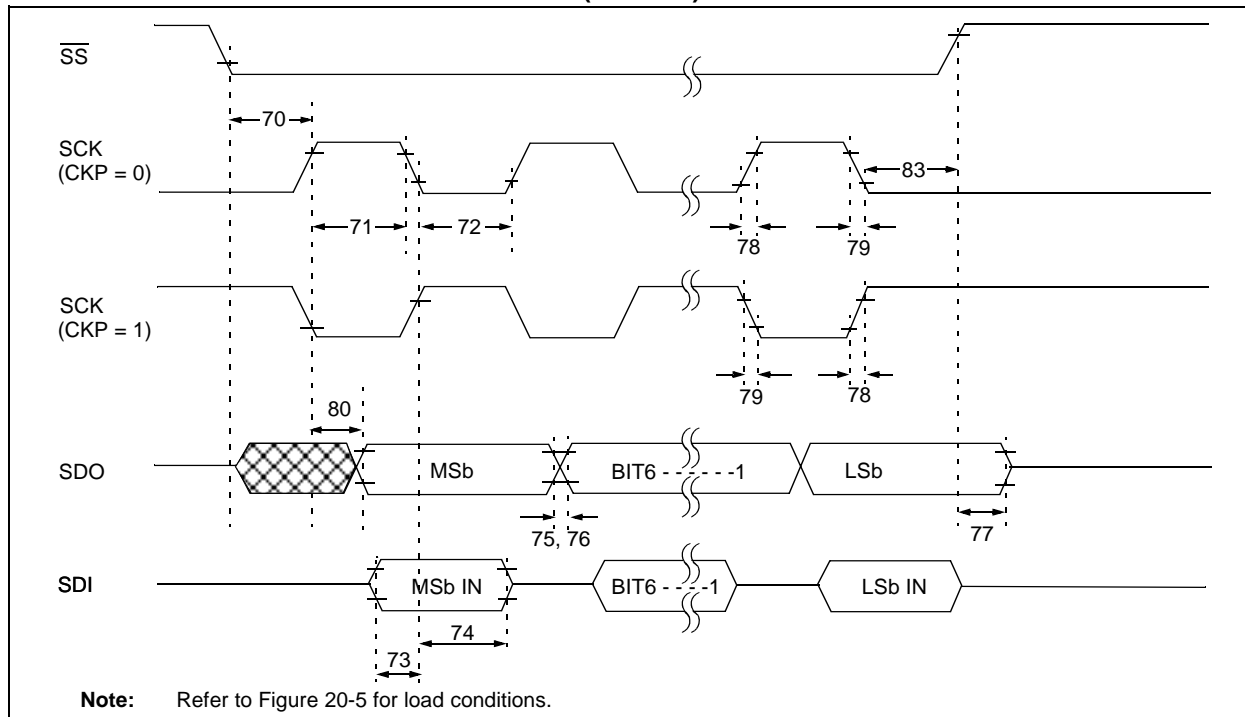 SS
70
SCK
(CKP = 0)
83
71
72
78
79
SCK
(CKP = 1)
79
78
80
SDO
MSb
BIT6 - - - - - -1
LSb
75, 76
77
SDI
MSb IN
BIT6 - - - - -1
LSb IN
74
73
Note: Refer to Figure 20-5 for load conditions.